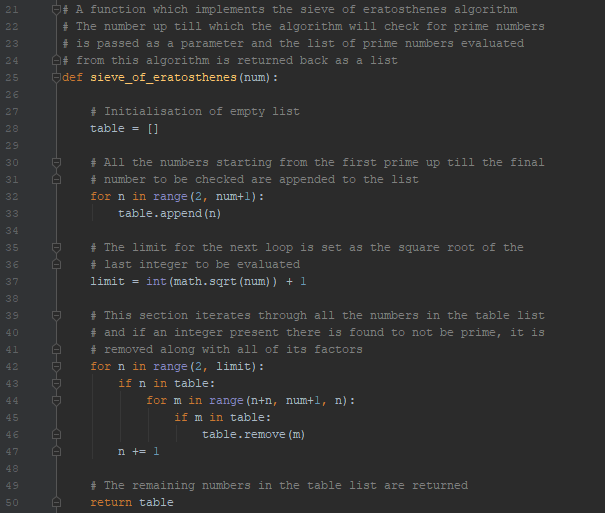 21 # A function which implements the sieve of eratosthenes algorithm
22 # The number up till which the algorithm will check for prime numbers
23 # is passed as a parameter and the list of prime numbers evaluated
24 # from this algorithm is returned back as a list
25 def sieve_of_eratosthenes(num):
26
27     # Initialisation of empty list
28     table = []
29
30     # All the numbers starting from the first prime up till the final
31     # number to be checked are appended to the list
32     for n in range(2, num+1):
33         table.append(n)
34
35     # The limit for the next loop is set as the square root of the
36     # last integer to be evaluated
37     limit = int(math.sqrt(num)) + 1
38
39     # This section iterates through all the numbers in the table list
40     # and if an integer present there is found to not be prime, it is
41     # removed along with all of its factors
42     for n in range(2, limit):
43         if n in table:
44             for m in range(n+n, num+1, n):
45                 if m in table:
46                     table.remove(m)
47         n += 1
48
49     # The remaining numbers in the table list are returned
50     return table